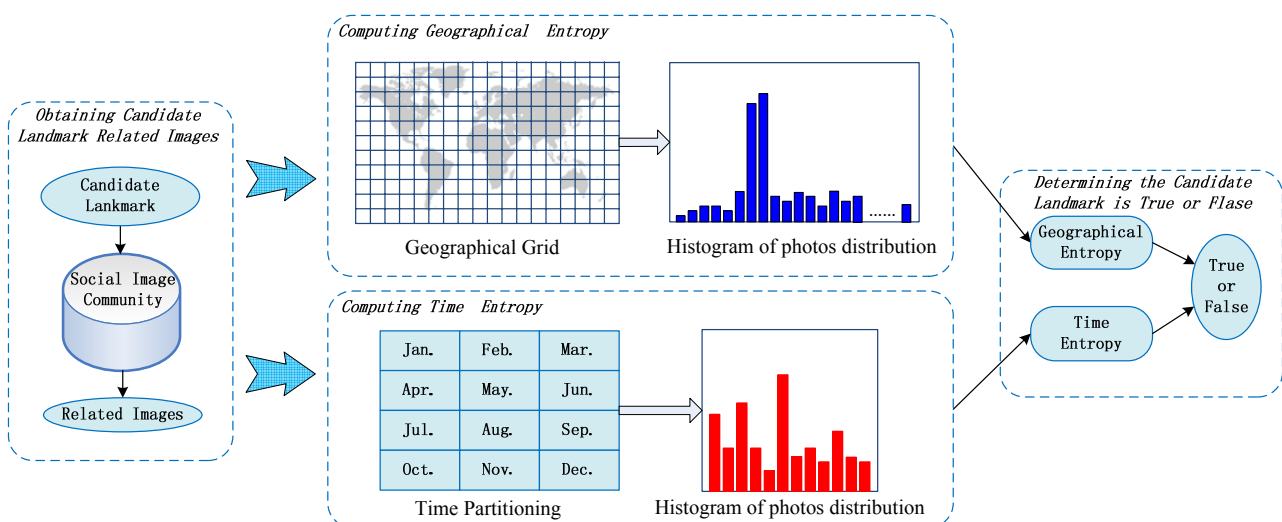 Obtaining Candidate
Landmark Related Images
Candidate
Lankmark
Social Image
Community
Related Images
Computing Geographical Entropy
Geographical Grid
......
Histogram of photos distribution
Computing Time Entropy
Jan. Feb. Mar.
Apr. May. Jun.
Jul. Aug. Sep.
Oct. Nov. Dec.
Time Partitioning
Histogram of photos distribution
Determining the Candidate
Landmark is True or Flase
Geographical
Entropy
Time
Entropy
True
or
False